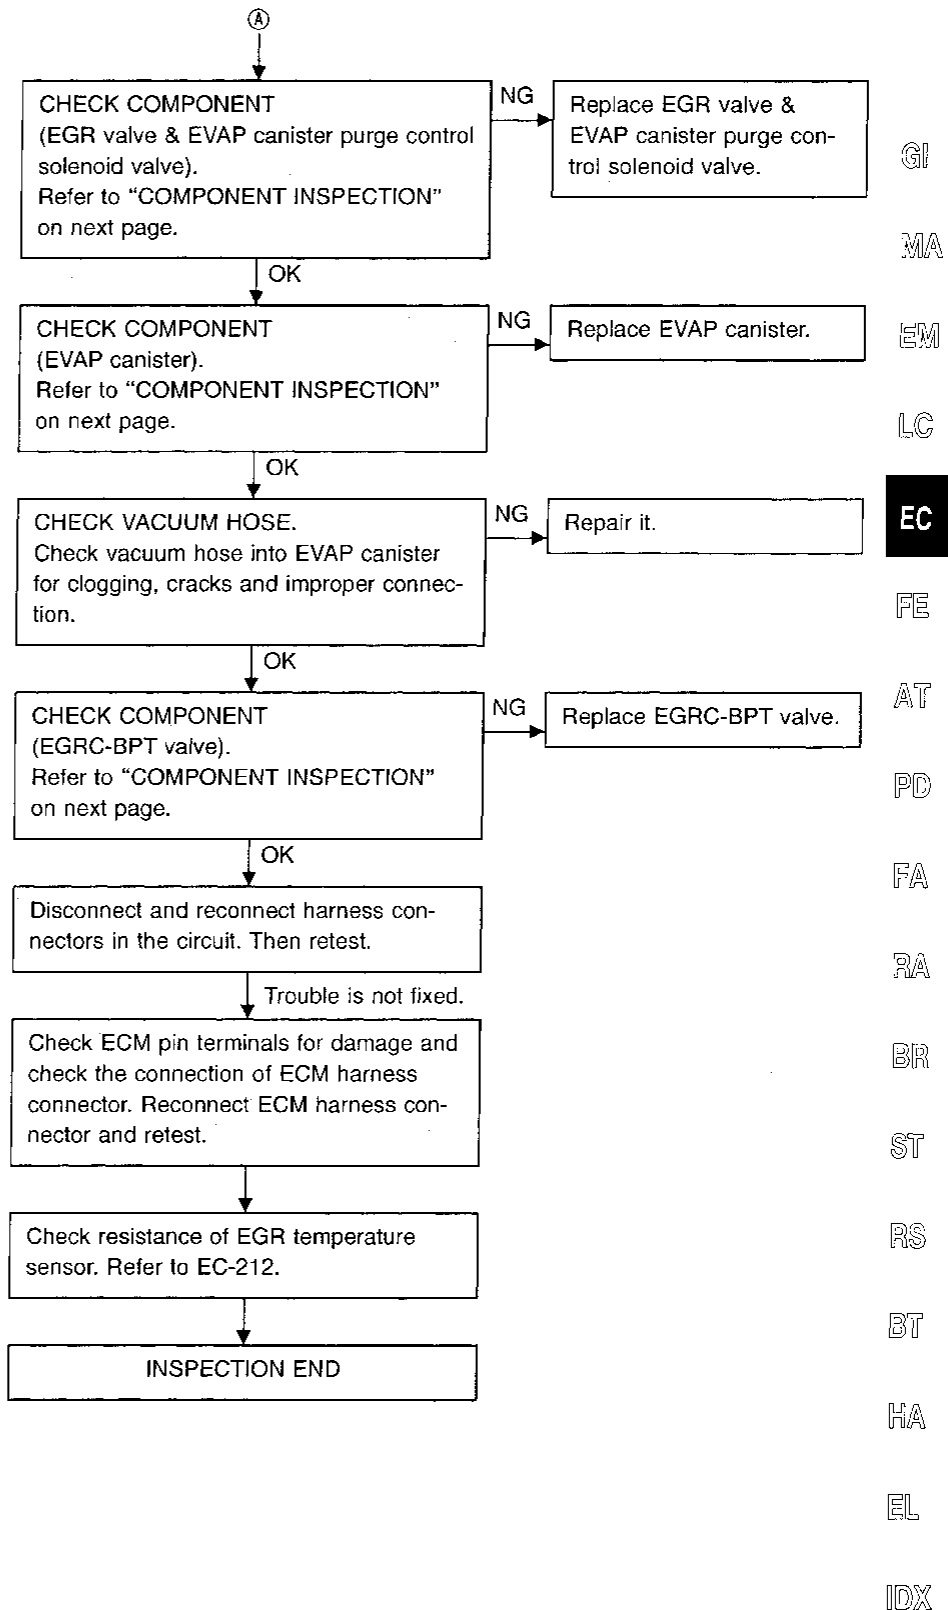 A
CHECK COMPONENT
(EGR valve & EVAP canister purge control
solenoid valve).
Refer to “COMPONENT INSPECTION”
on next page.
NG
Replace EGR valve &
EVAP canister purge con-
trol solenoid valve.
OK
CHECK COMPONENT
(EVAP canister).
Refer to “COMPONENT INSPECTION”
on next page.
NG
Replace EVAP canister.
OK
CHECK VACUUM HOSE.
Check vacuum hose into EVAP canister
for clogging, cracks and improper connec-
tion.
NG
Repair it.
OK
CHECK COMPONENT
(EGRC-BPT valve).
Refer to “COMPONENT INSPECTION”
on next page.
NG
Replace EGRC-BPT valve.
OK
Disconnect and reconnect harness con-
nectors in the circuit. Then retest.
Trouble is not fixed.
Check ECM pin terminals for damage and
check the connection of ECM harness
connector. Reconnect ECM harness con-
nector and retest.
Check resistance of EGR temperature
sensor. Refer to EC-212.
INSPECTION END
GI
MA
EM
LC
EC
FE
AT
PD
FA
RA
BR
ST
RS
BT
HA
EL
IDX